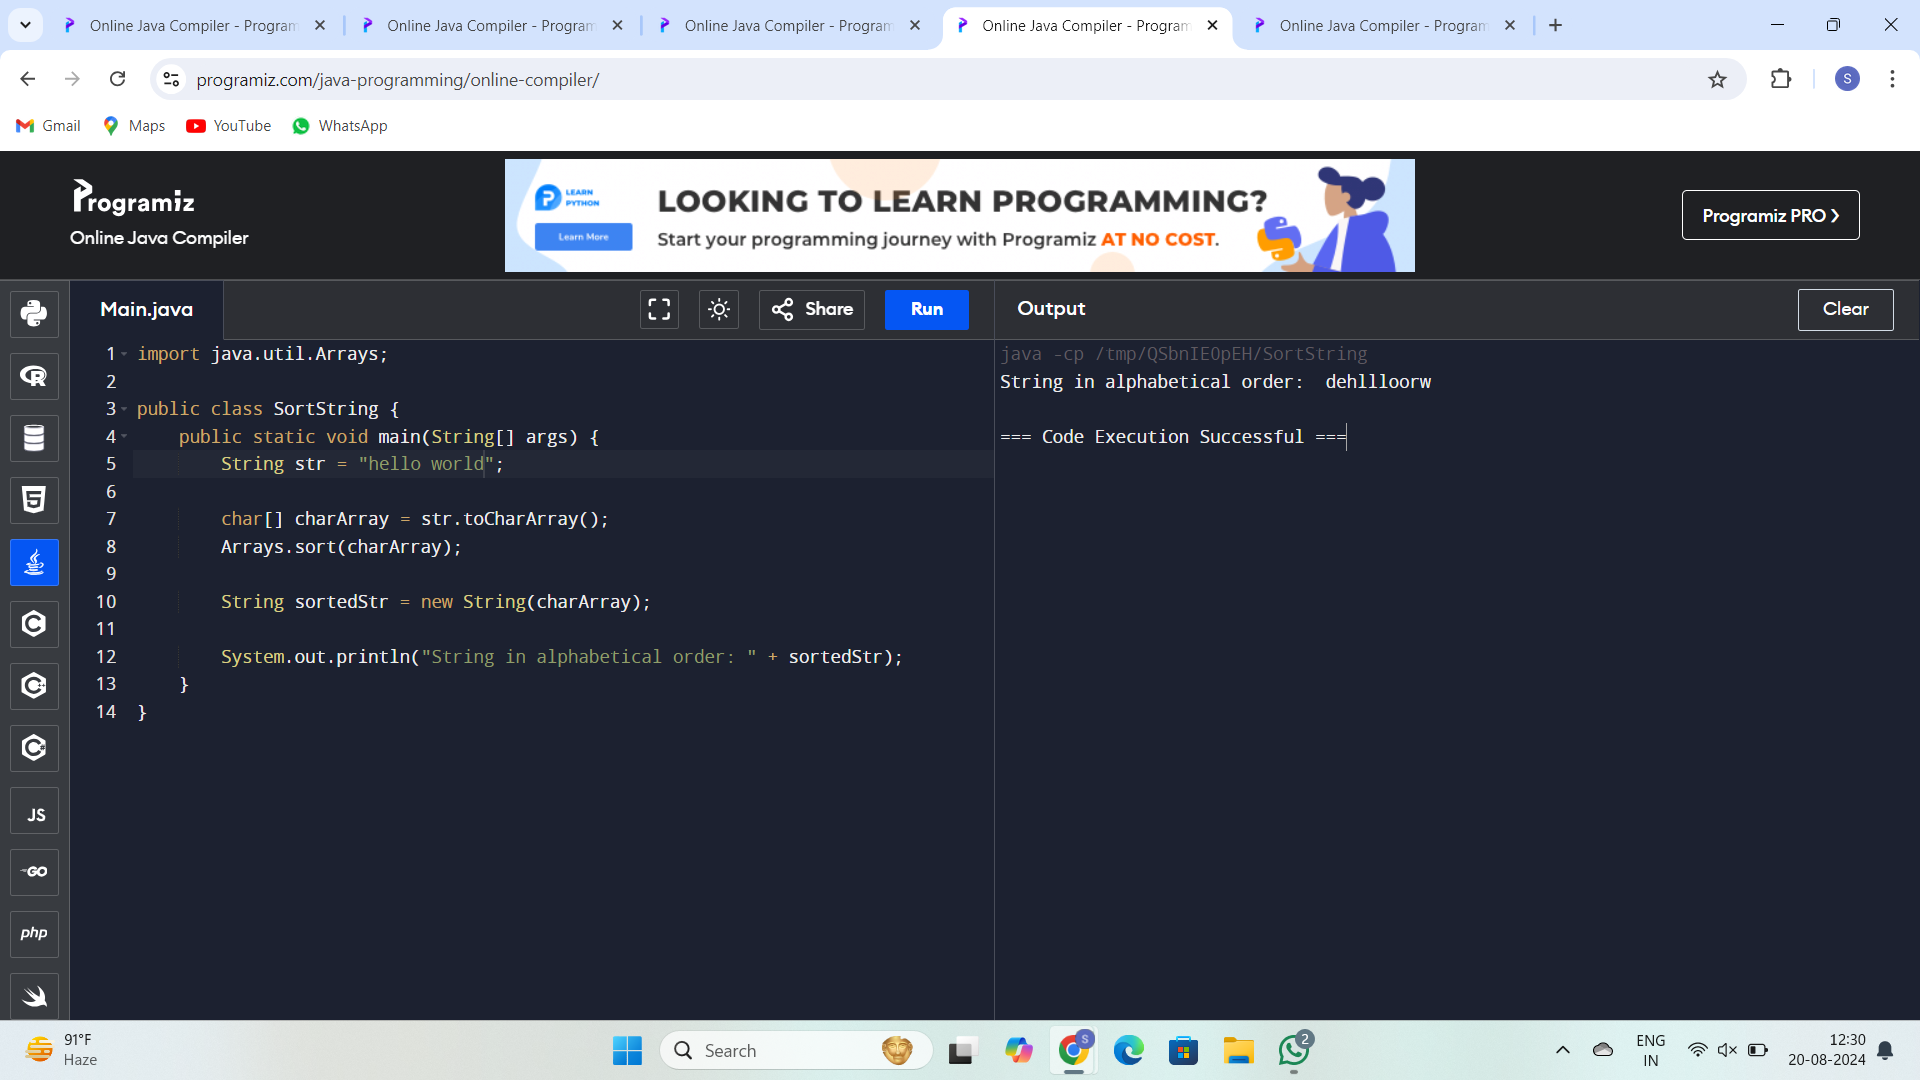 Online Java Compiler - Program
Online Java Compiler - Program
Online Java Compiler - Program
Online Java Compiler - Program
Online Java Compiler - Program
programiz.com/java-programming/online-compiler/
S
Gmail
Maps
YouTube
WhatsApp
Programiz
Online Java Compiler
LEARN
PYTHON
Learn More
LOOKING TO LEARN PROGRAMMING?
Start your programming journey with Programiz AT NO COST.
Programiz PRO
Main.java
Share
Run
Output
Clear
1 import java.util.Arrays;
2
3 public class SortString {
4 public static void main(String[] args) {
5 String str = "hello world";
6
7 char[] charArray = str.toCharArray();
8 Arrays.sort(charArray);
9
10 String sortedStr = new String(charArray);
11
12 System.out.println("String in alphabetical order: " + sortedStr);
13 }
14 }
java -cp /tmp/QSbnIEOpEH/SortString
String in alphabetical order:  dehllloorw
=== Code Execution Successful ===
R
5
C
C
C#
JS
GO
php
91°F
Haze
Search
S
2
ENG
IN
12:30
20-08-2024